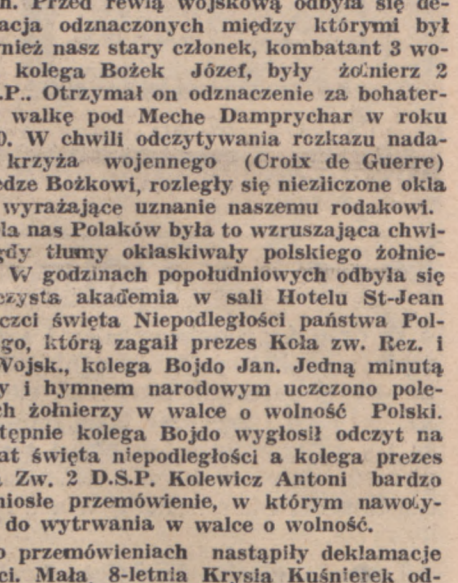 n. Przed rewią wojskową odbyła się de-
acja odznaczonych między którymi był
nież nasz stary członek, kombatant 3 wo-
kolega Bożek Józef, były żołnierz 2
.P.. Otrzymał on odznaczenie za bohater-
walkę pod Meche Damprychar w roku
0. W chwili odczytywania rozkazu nada-
krzyża wojennego (Croix de Guerre)
edze Bożkowi, rozległy się niezliczone okla
wyrażające uznanie naszemu rodakowi.
la nas Polaków była to wzruszająca chwi-
gdy tłumy oklaskiwały polskiego żołnie-
W godzinach popołudniowych odbyla się
czysta akademia w sali Hotelu St-Jean
czci święta Niepodległości państwa Pol-
go, którą zagaił prezes Koła zw. Rez. i
Wojsk., kolega Bojdo Jan. Jedną minutą
y i hymnem narodowym uczczono pole-
ch żołnierzy w walce o wolność Polski.
tępnie kolega Bojdo wygłosił odczyt na
at święta niepodległości a kolega prezes
Zw. 2 D.S.P. Kolewicz Antoni bardzo
niosłe przemówienie, w którym nawoły-
do wytrwania w walce o wolność.
o przemówieniach nastąpiły deklamacje
ci. Mała 8-letnia Krysia Kuśnierek od-